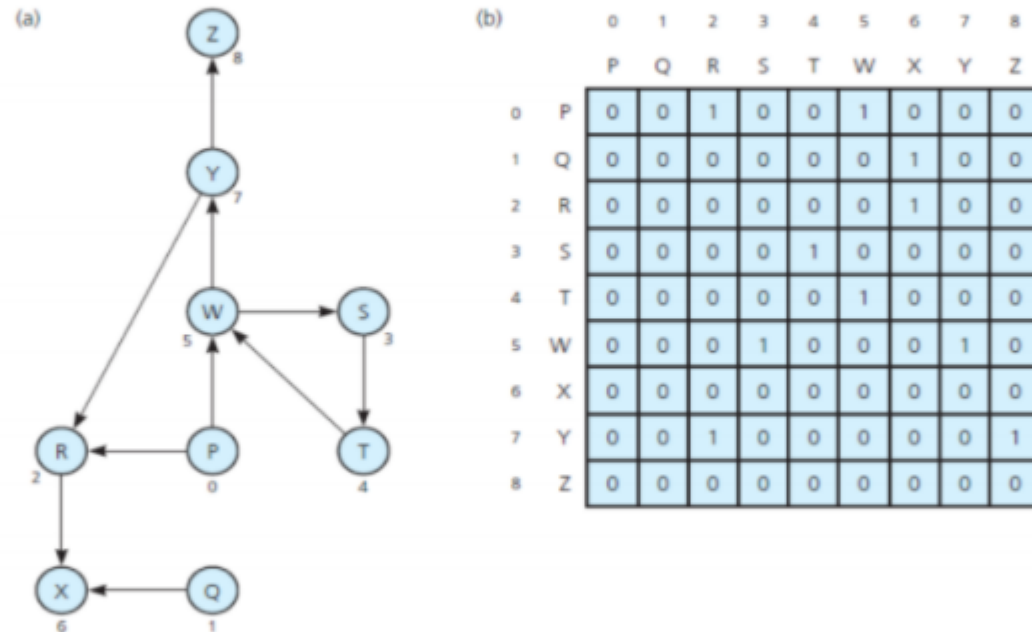 (a)
Z
8
Y
7
W
5
S
3
R
2
P
0
T
4
X
6
Q
1
(b)
0 1 2 3 4 5 6 7 8
P Q R S T W X Y Z
0 P 0 0 1 0 0 1 0 0 0
1 Q 0 0 0 0 0 0 1 0 0
2 R 0 0 0 0 0 0 1 0 0
3 S 0 0 0 0 1 0 0 0 0
4 T 0 0 0 0 0 1 0 0 0
5 W 0 0 0 1 0 0 0 1 0
6 X 0 0 0 0 0 0 0 0 0
7 Y 0 0 1 0 0 0 0 0 1
8 Z 0 0 0 0 0 0 0 0 0